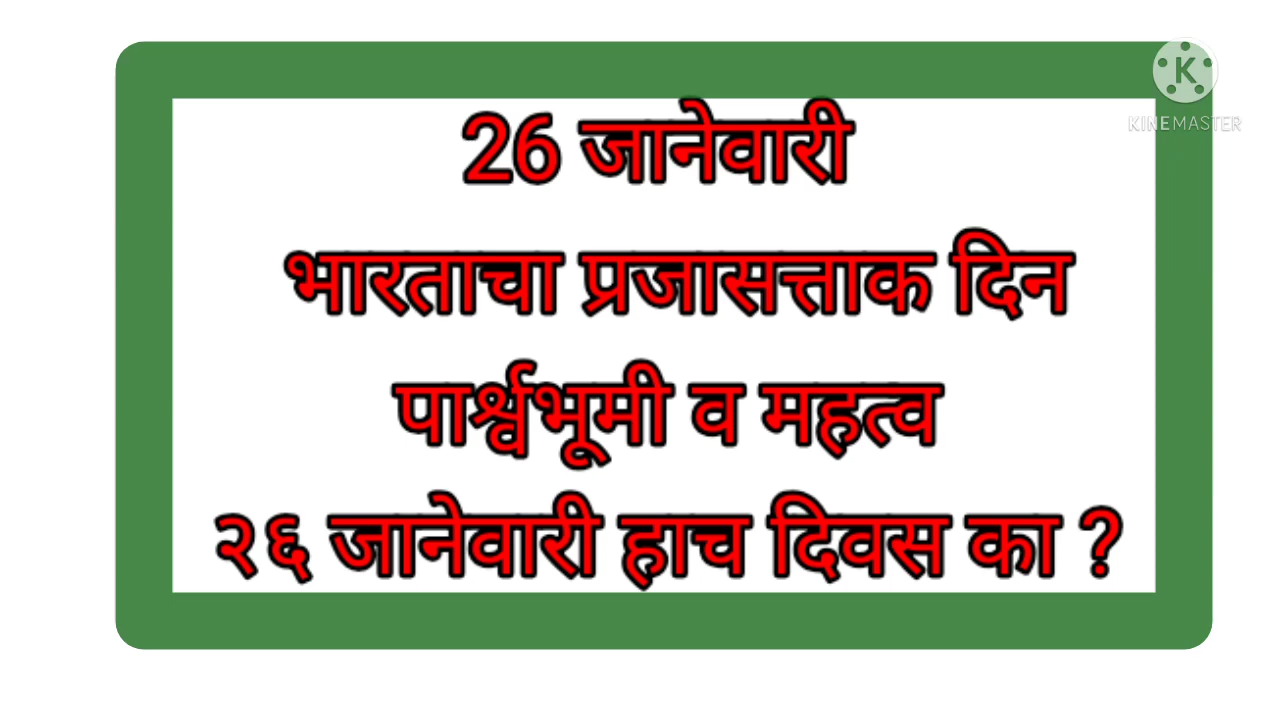 26 जानेवारी
भारताचा प्रजासत्ताक दिन
पार्श्वभूमी व महत्व
२६ जानेवारी हाच दिवस का ?
K
KINEMASTER